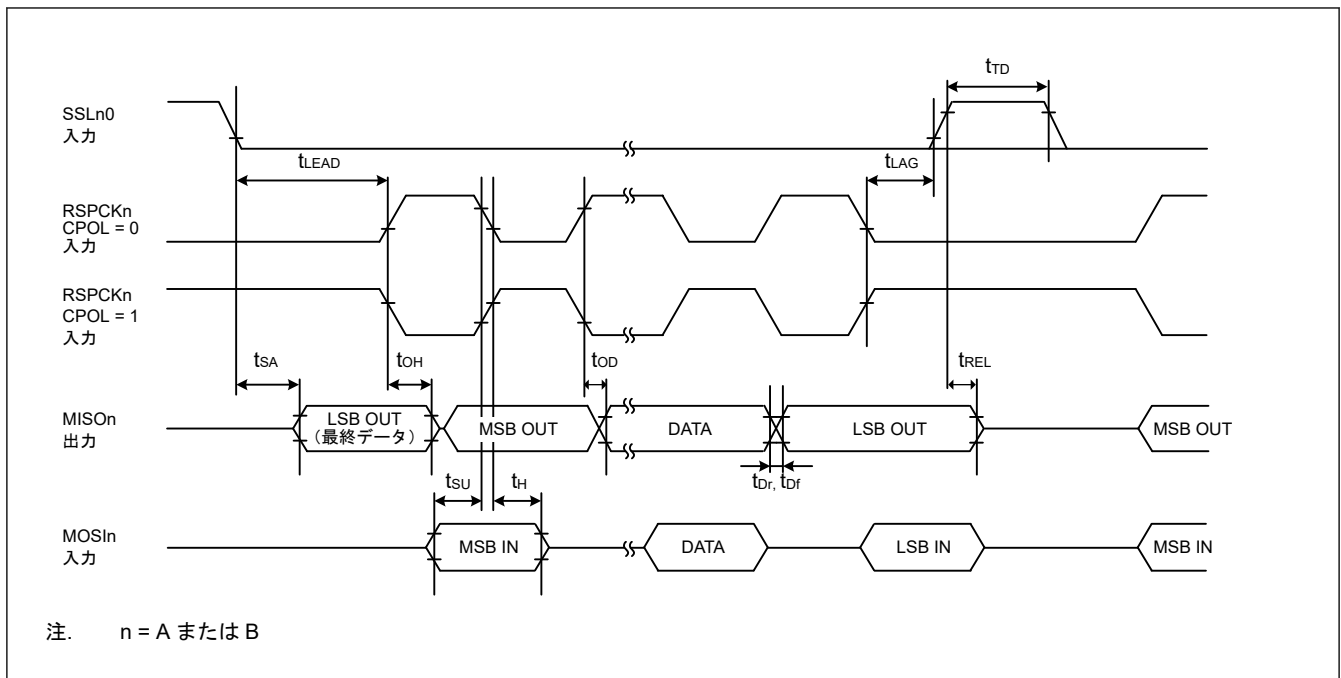 tTD
SSLn0
入力
tLEAD
tLAG
RSPCKn
CPOL = 0
入力
RSPCKn
CPOL = 1
入力
tSA
tOH
tOD
tREL
MISOn
出力
LSB OUT
(最終データ)
MSB OUT
DATA
LSB OUT
MSB OUT
tSU
tH
tDr, tDf
MOSIn
入力
MSB IN
DATA
LSB IN
MSB IN
注. n = A または B